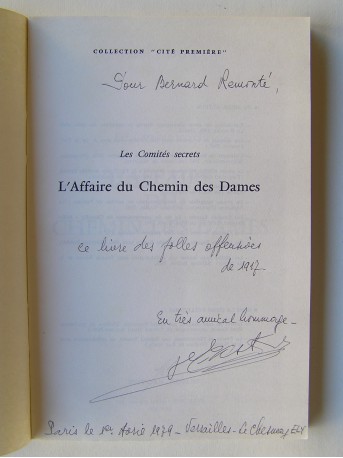 COLLECTION "CITÉ PREMIÈRE"
Pour Bernard Remonté,
Les Comités secrets
L'Affaire du Chemin des Dames
ce livre des folles offensives
de 1917.
En très amical hommage -
Paris le 1er 1979 - Versailles - Le Chesnay